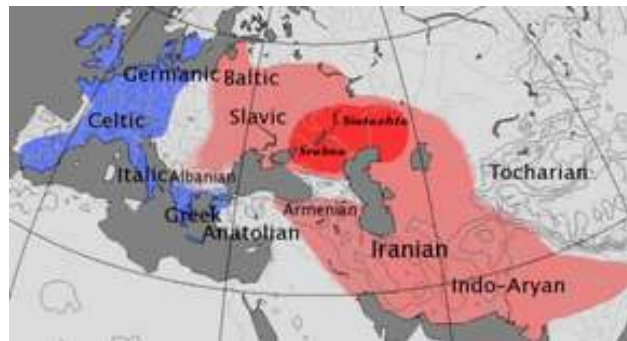 Germanic
Baltic
Celtic
Slavic
Sintashta
Srubna
Italic
Albanian
Tocharian
Greek
Armenian
Anatolian
Iranian
Indo-Aryan